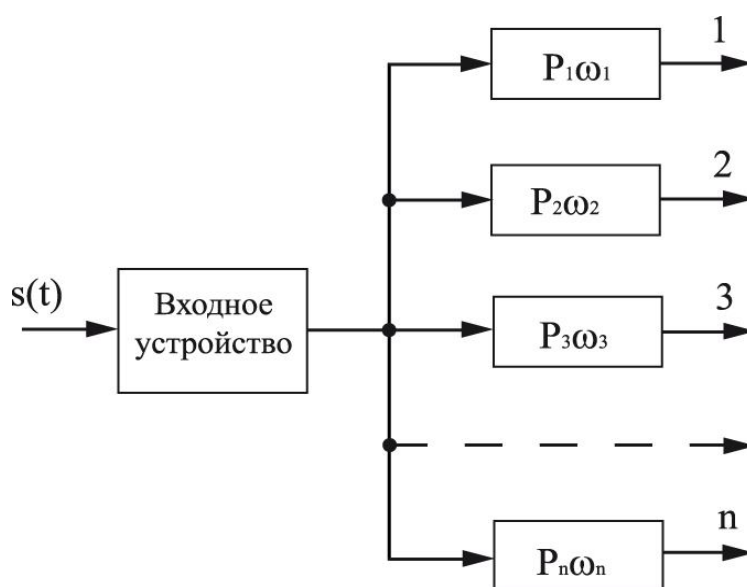 1
P₁ω₁
2
P₂ω₂
s(t)
Входное
устройство
3
P₃ω₃
n
Pₙωₙ